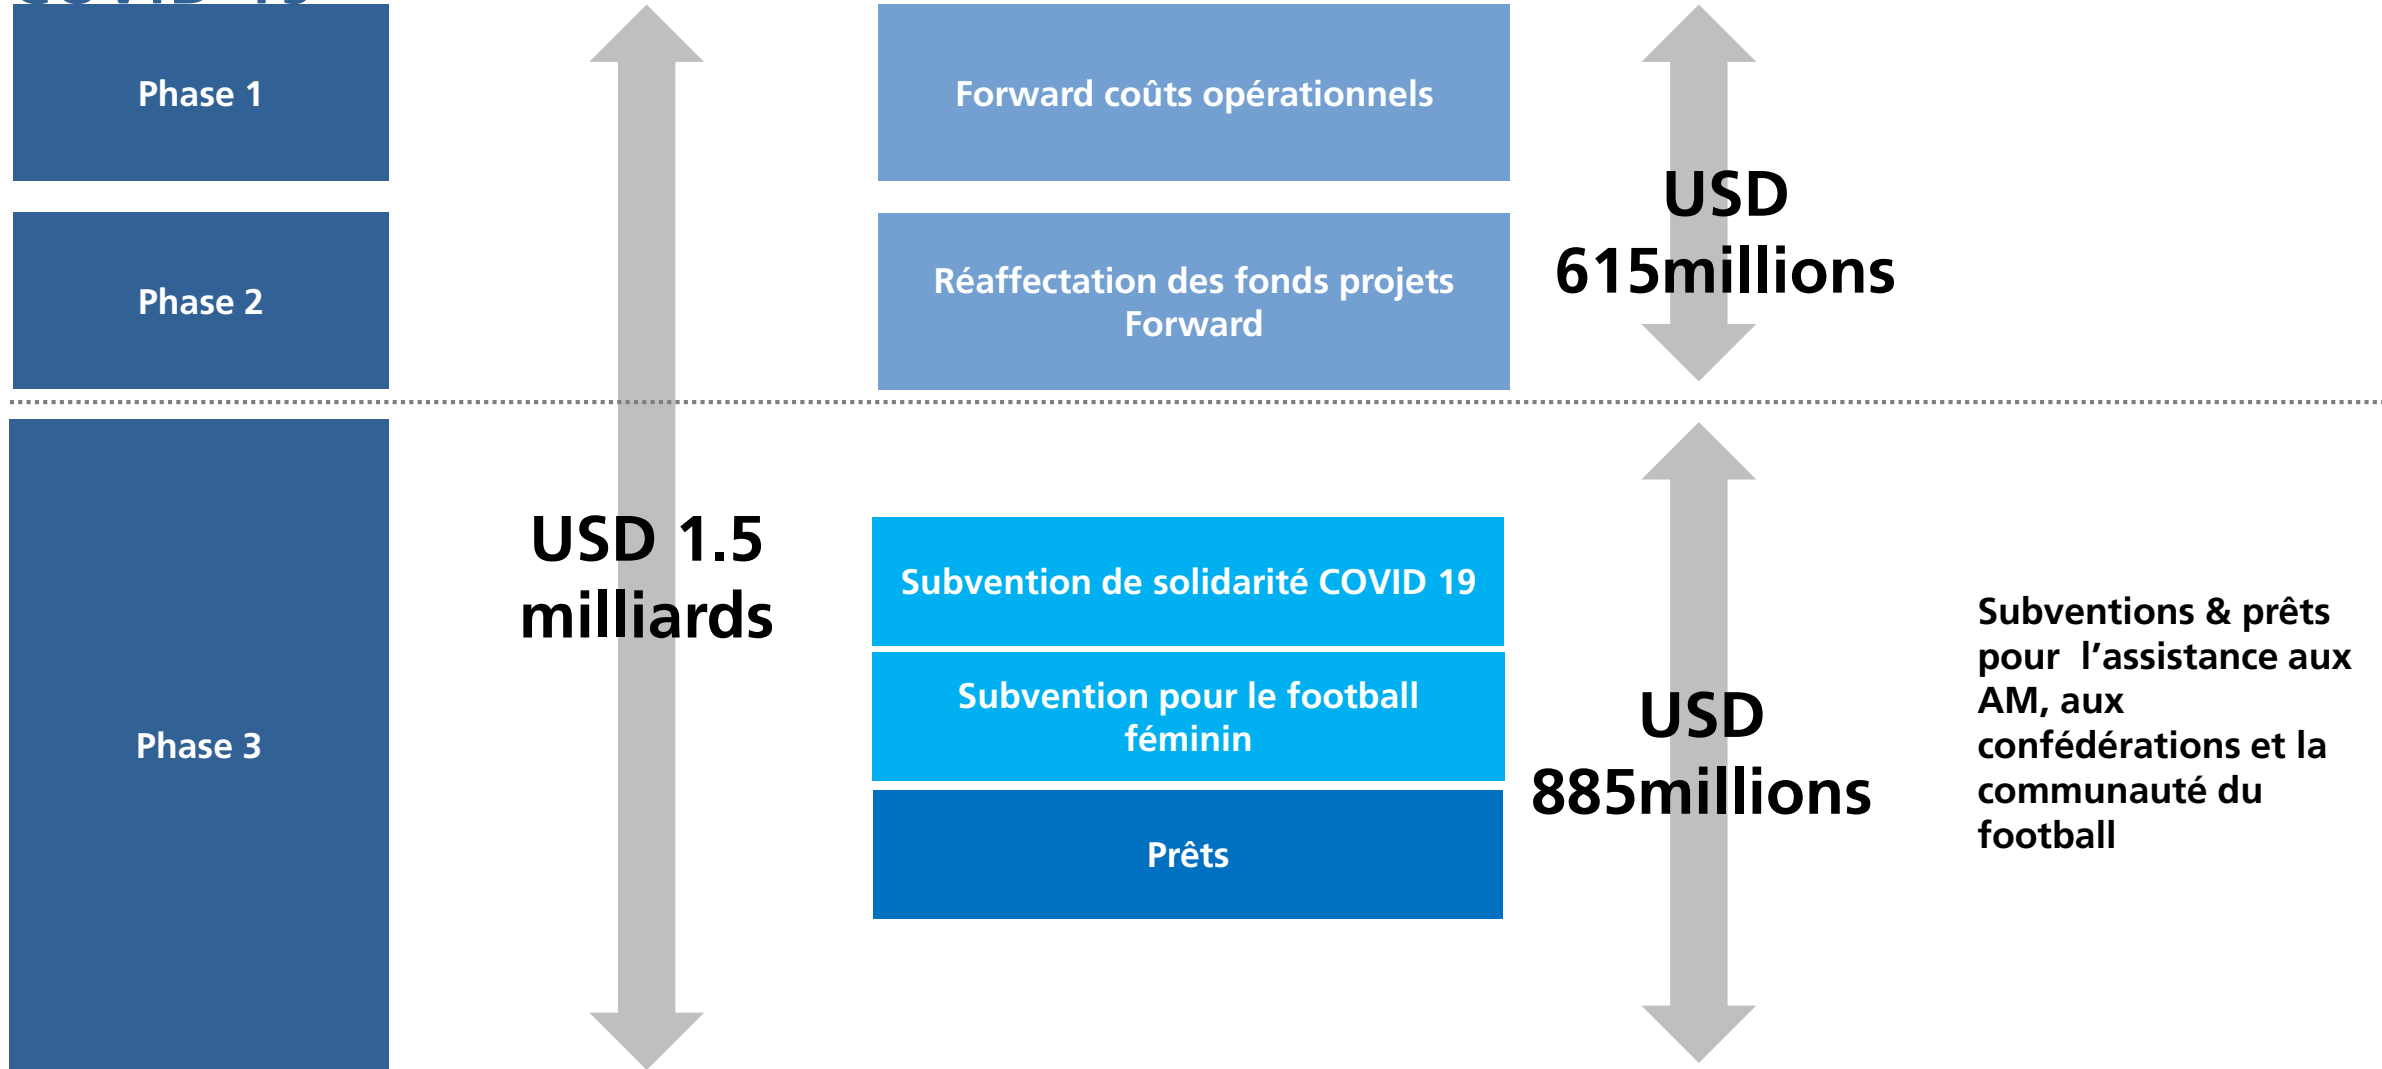 COVID-19
Phase 1
Forward coûts opérationnels
USD
615millions
Phase 2
Réaffectation des fonds projets
Forward
Phase 3
USD 1.5
milliards
Subvention de solidarité COVID 19
Subvention pour le football
féminin
Prêts
USD
885millions
Subventions & prêts
pour  l’assistance aux
AM, aux
confédérations et la
communauté du
football